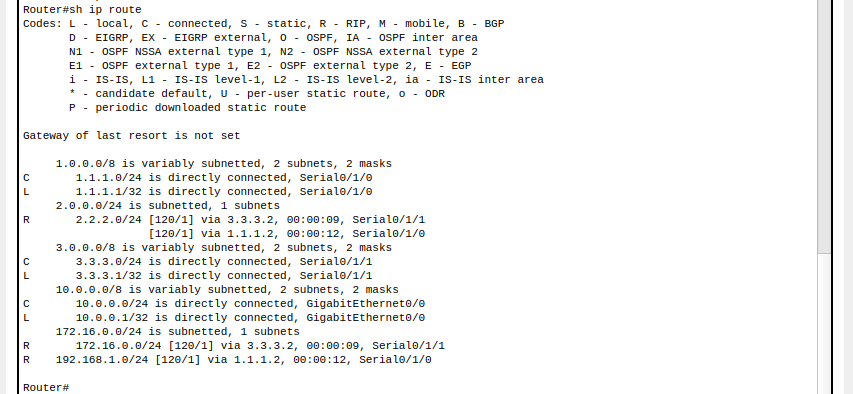 Router#sh ip route
Codes: L - local, C - connected, S - static, R - RIP, M - mobile, B - BGP
       D - EIGRP, EX - EIGRP external, O - OSPF, IA - OSPF inter area
       N1 - OSPF NSSA external type 1, N2 - OSPF NSSA external type 2
       E1 - OSPF external type 1, E2 - OSPF external type 2, E - EGP
       i - IS-IS, L1 - IS-IS level-1, L2 - IS-IS level-2, ia - IS-IS inter area
       * - candidate default, U - per-user static route, o - ODR
       P - periodic downloaded static route

Gateway of last resort is not set

     1.0.0.0/8 is variably subnetted, 2 subnets, 2 masks
C       1.1.1.0/24 is directly connected, Serial0/1/0
L       1.1.1.1/32 is directly connected, Serial0/1/0
     2.0.0.0/24 is subnetted, 1 subnets
R       2.2.2.0/24 [120/1] via 3.3.3.2, 00:00:09, Serial0/1/1
                   [120/1] via 1.1.1.2, 00:00:12, Serial0/1/0
     3.0.0.0/8 is variably subnetted, 2 subnets, 2 masks
C       3.3.3.0/24 is directly connected, Serial0/1/1
L       3.3.3.1/32 is directly connected, Serial0/1/1
     10.0.0.0/8 is variably subnetted, 2 subnets, 2 masks
C       10.0.0.0/24 is directly connected, GigabitEthernet0/0
L       10.0.0.1/32 is directly connected, GigabitEthernet0/0
     172.16.0.0/24 is subnetted, 1 subnets
R       172.16.0.0/24 [120/1] via 3.3.3.2, 00:00:09, Serial0/1/1
R    192.168.1.0/24 [120/1] via 1.1.1.2, 00:00:12, Serial0/1/0

Router#